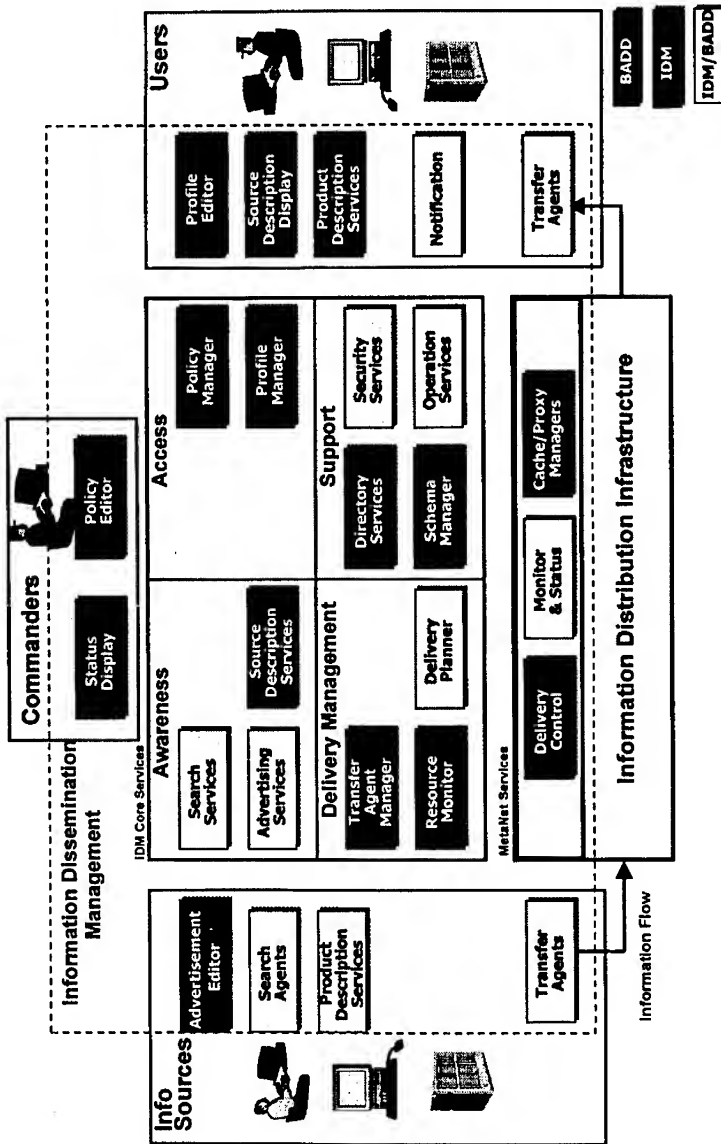 Information Dissemination
Management
Commanders
Status
Display
Policy
Editor
Info
Sources
Advertisement
Editor
Search
Agents
Product
Description
Services
Transfer
Agents
Information Flow
IDM Core Services
Awareness
Search
Services
Advertising
Services
Source
Description
Services
Access
Policy
Manager
Profile
Manager
Delivery Management
Transfer
Agent
Manager
Resource
Monitor
Delivery
Planner
Support
Directory
Services
Security
Services
Schema
Manager
Operation
Services
MetaNet Services
Delivery
Control
Monitor
& Status
Cache/Proxy
Managers
Information Distribution Infrastructure
Users
Profile
Editor
Source
Description
Display
Product
Description
Services
Notification
Transfer
Agents
BADD
IDM
IDM/BADD